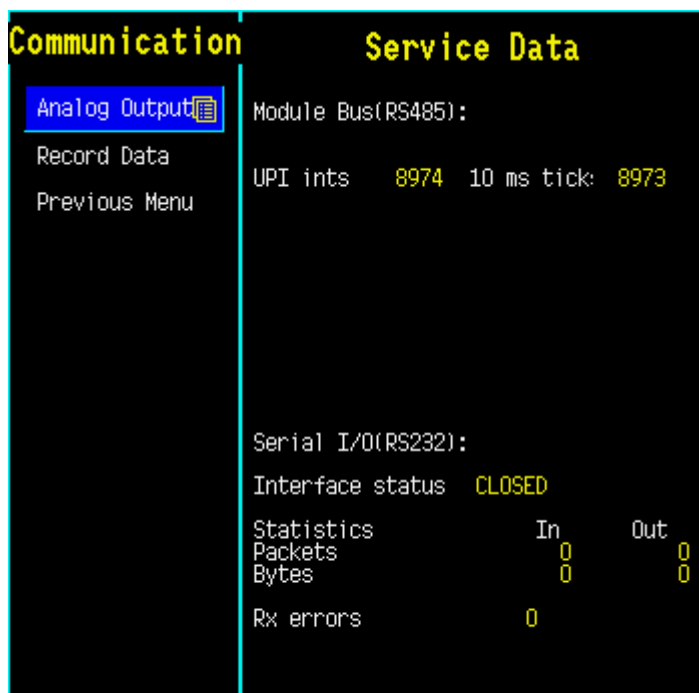 Communication
Analog Output
Record Data
Previous Menu
Service Data
Module Bus(RS485):
UPI ints 8974 10 ms tick: 8973
Serial I/O(RS232):
Interface status CLOSED
Statistics In Out
Packets 0 0
Bytes 0 0
Rx errors 0